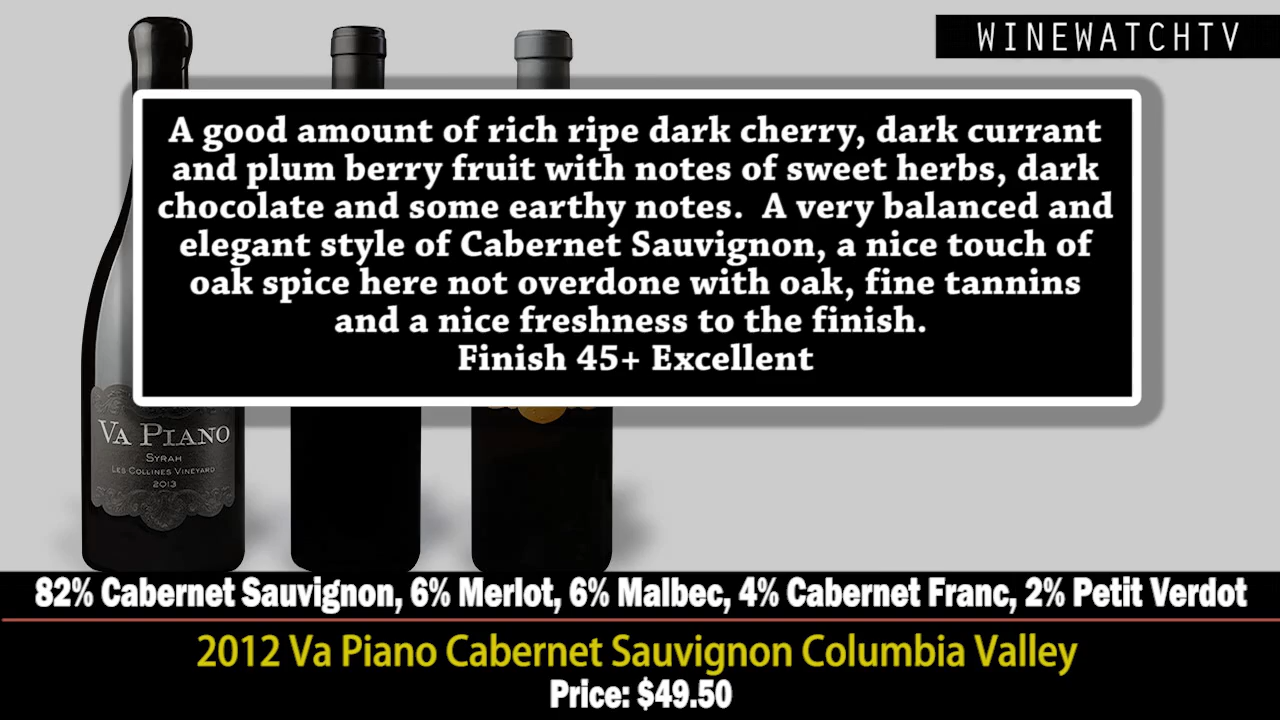 WINEWATCHTV
A good amount of rich ripe dark cherry, dark currant
and plum berry fruit with notes of sweet herbs, dark
chocolate and some earthy notes.  A very balanced and
elegant style of Cabernet Sauvignon, a nice touch of
oak spice here not overdone with oak, fine tannins
and a nice freshness to the finish.
Finish 45+ Excellent
VA PIANO
SYRAH
LES COLLINES VINEYARD
2013
82% Cabernet Sauvignon, 6% Merlot, 6% Malbec, 4% Cabernet Franc, 2% Petit Verdot
2012 Va Piano Cabernet Sauvignon Columbia Valley
Price: $49.50